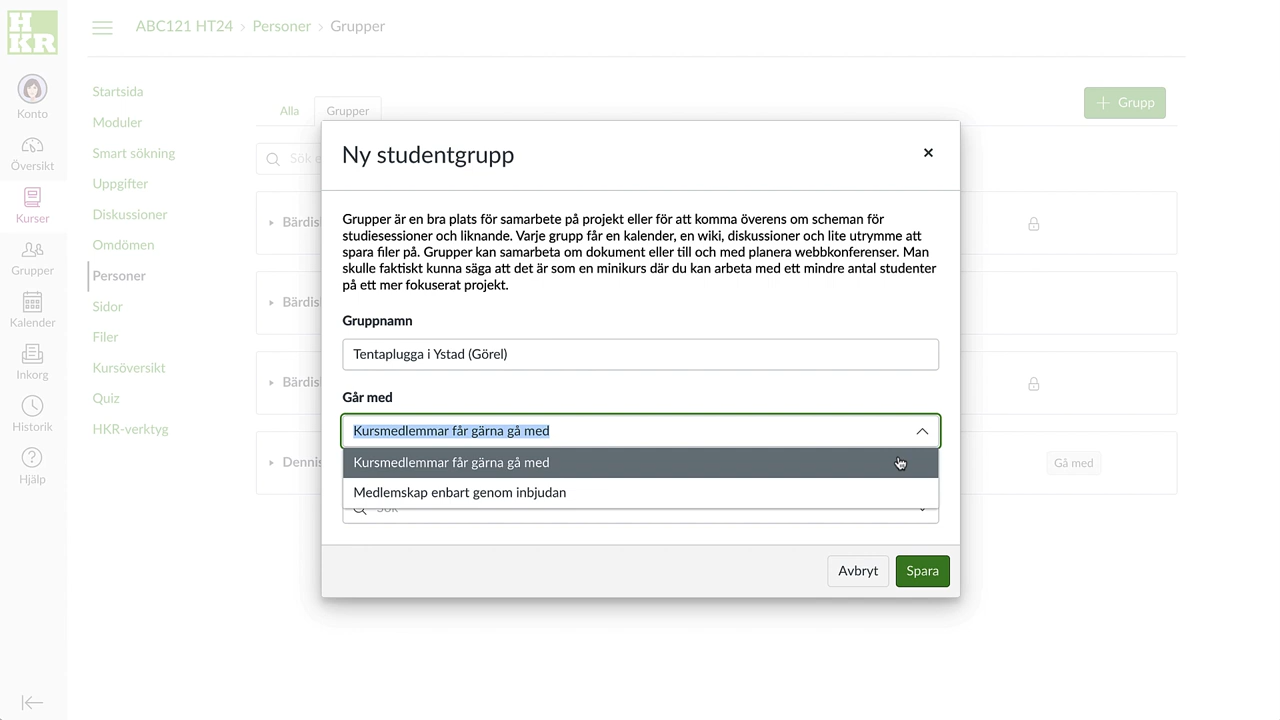 HKR
ABC121 HT24 › Personer › Grupper
Konto
Översikt
Kurser
Grupper
Kalender
Inkorg
Historik
Hjälp
Startsida
Moduler
Smart sökning
Uppgifter
Diskussioner
Omdömen
Personer
Sidor
Filer
Kursöversikt
Quiz
HKR-verktyg
Alla
Grupper
+ Grupp
Sök
Bärdis
Bärdis
Bärdis
Dennis
Gå med
Ny studentgrupp
Grupper är en bra plats för samarbete på projekt eller för att komma överens om scheman för
studiesessioner och liknande. Varje grupp får en kalender, en wiki, diskussioner och lite utrymme att
spara filer på. Grupper kan samarbeta om dokument eller till och med planera webbkonferenser. Man
skulle faktiskt kunna säga att det är som en minikurs där du kan arbeta med ett mindre antal studenter
på ett mer fokuserat projekt.
Gruppnamn
Tentaplugga i Ystad (Görel)
Går med
Kursmedlemmar får gärna gå med
Kursmedlemmar får gärna gå med
Medlemskap enbart genom inbjudan
Sök
Avbryt
Spara